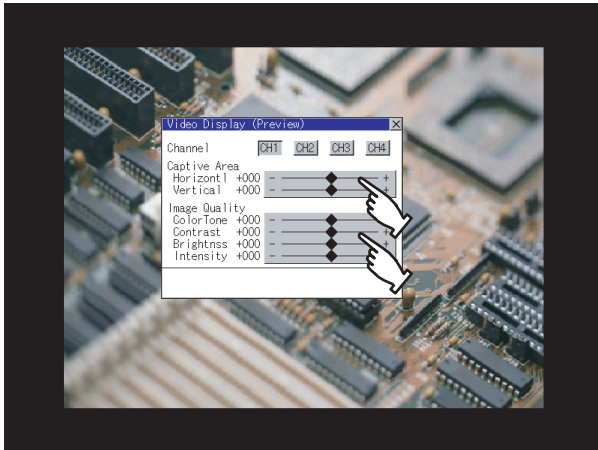 Video Display (Preview)
Channel CH1 CH2 CH3 CH4
Captive Area
Horizontl +000 - +
Vertical +000 - +
Image Quality
ColorTone +000 - +
Contrast +000 - +
Brightnss +000 -
Intensity +000 - +